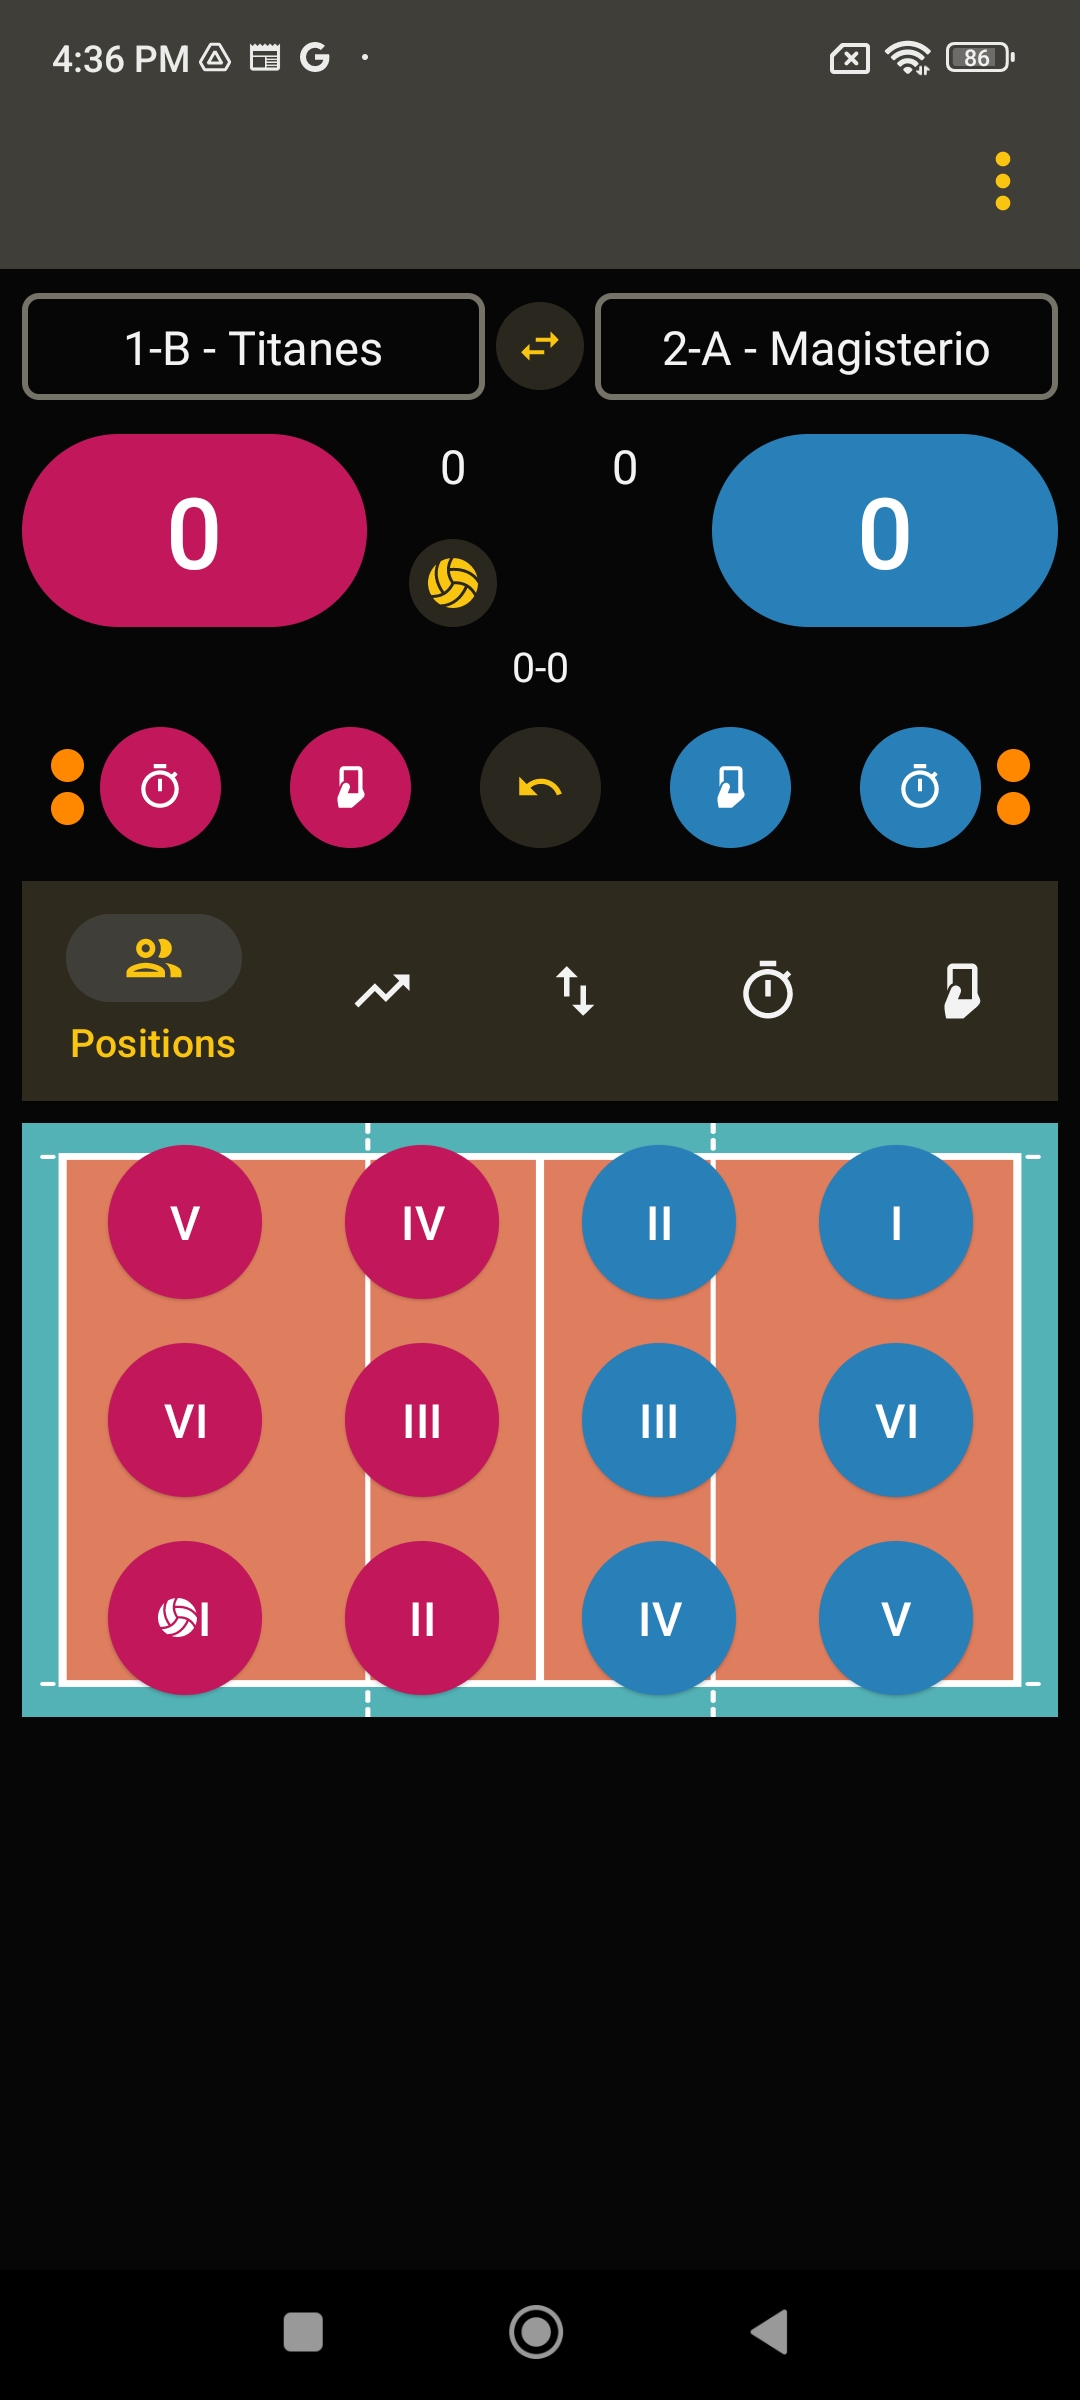 4:36 PM
86
1-B - Titanes
2-A - Magisterio
0 0 0 0
0-0
Positions
V IV II I
VI III III VI
I II IV V